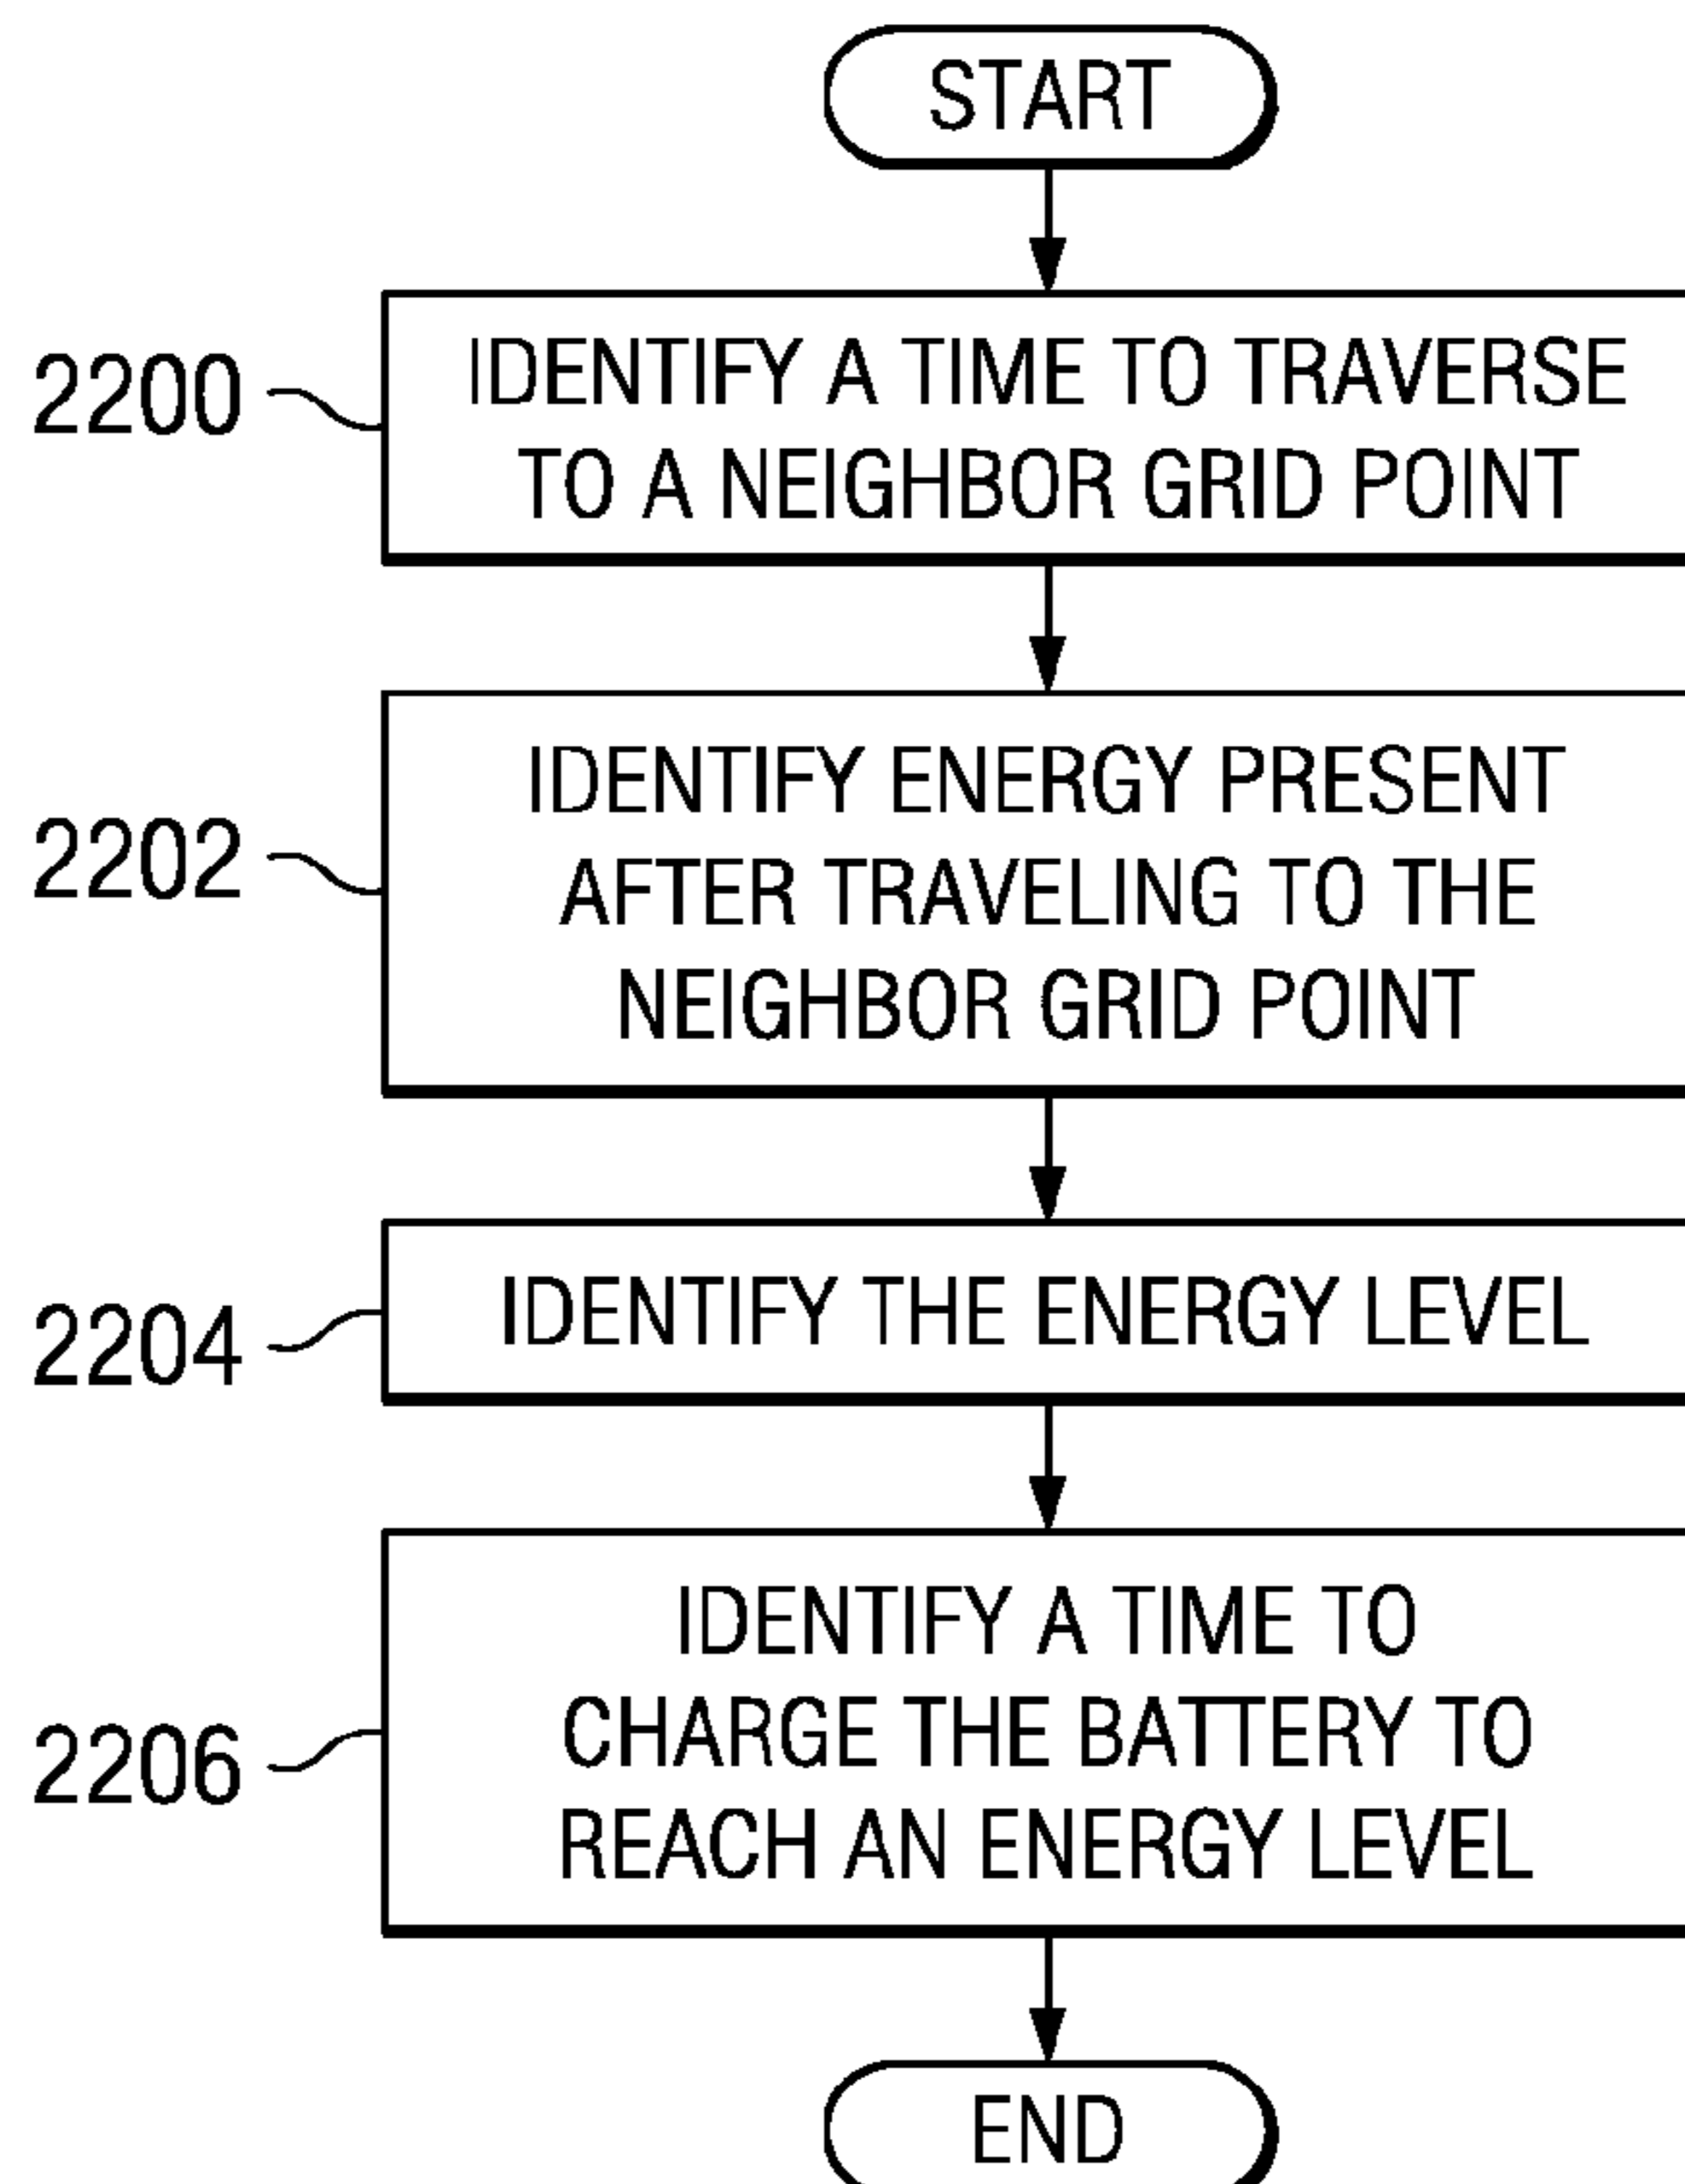 START
2200
IDENTIFY A TIME TO TRAVERSE
TO A NEIGHBOR GRID POINT
2202
IDENTIFY ENERGY PRESENT
AFTER TRAVELING TO THE
NEIGHBOR GRID POINT
2204
IDENTIFY THE ENERGY LEVEL
2206
IDENTIFY A TIME TO
CHARGE THE BATTERY TO
REACH AN ENERGY LEVEL
END